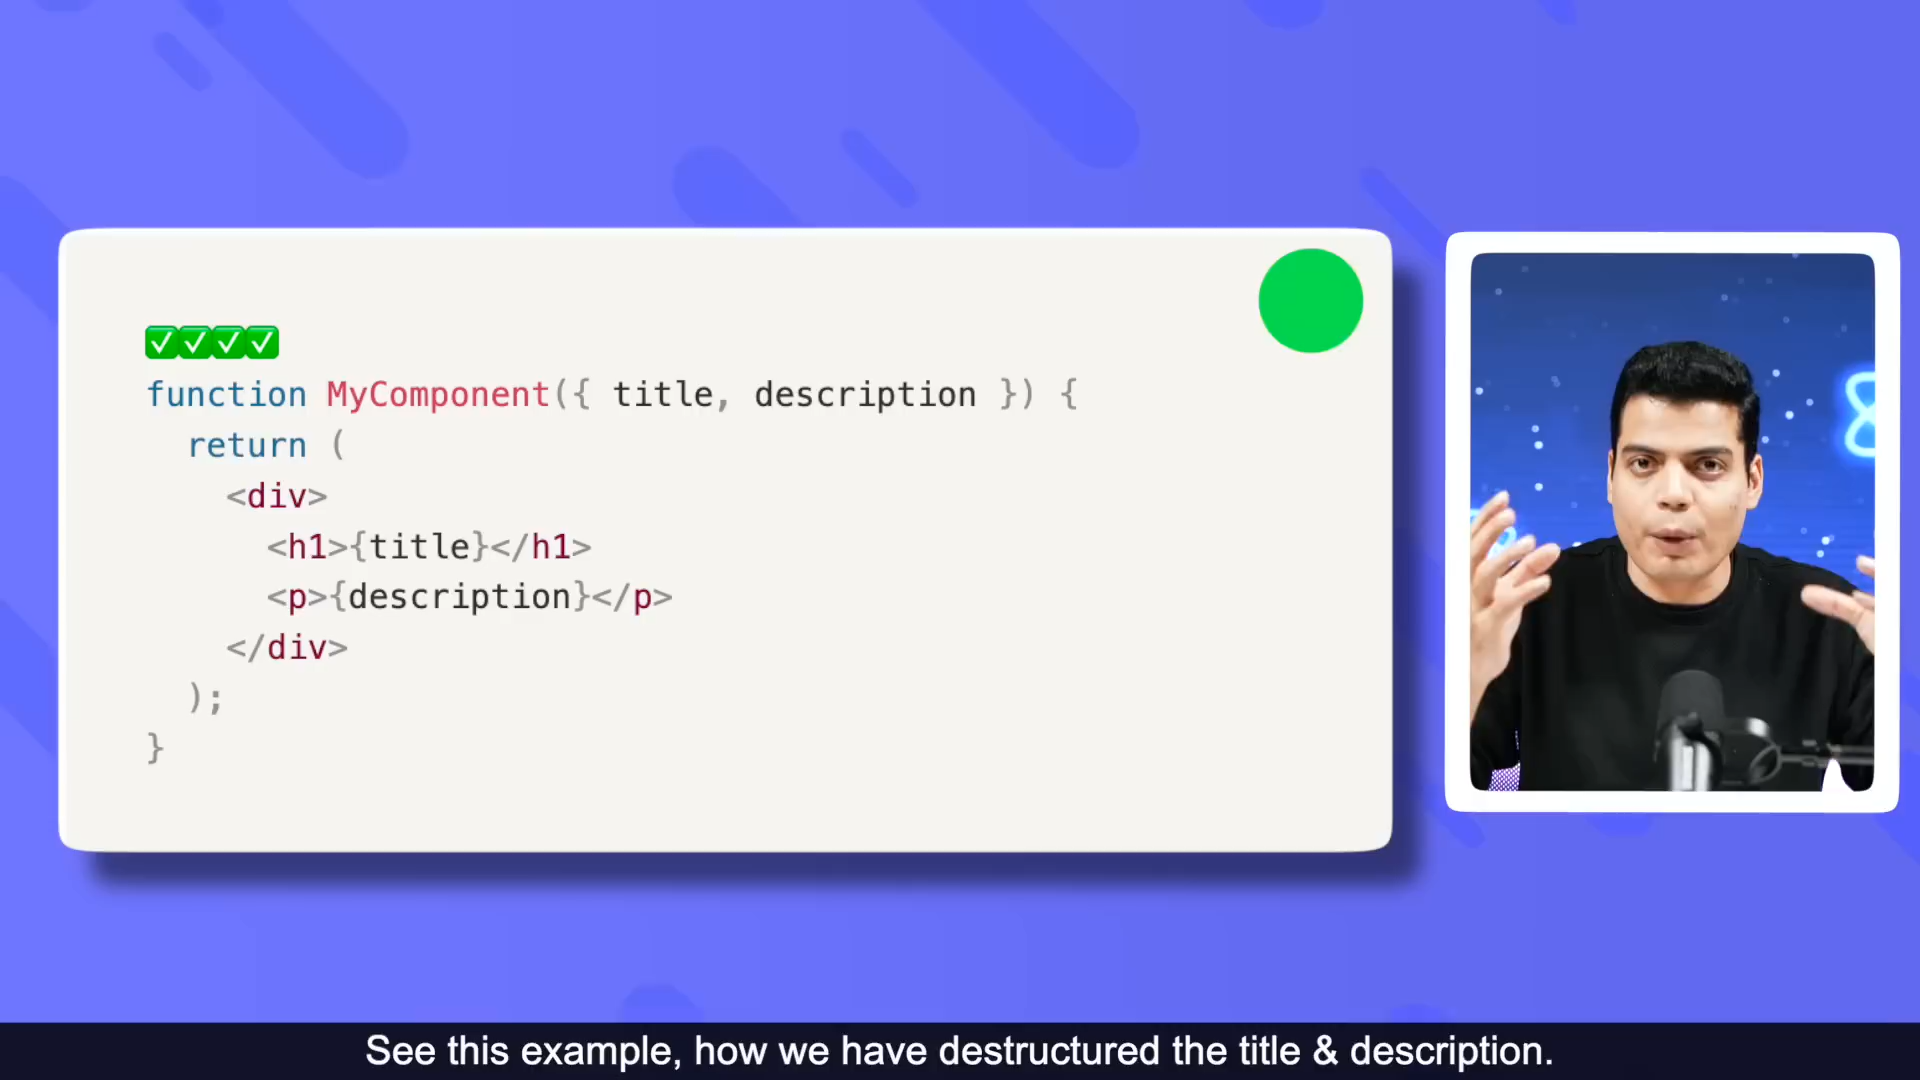 ✅✅✅✅
function MyComponent({ title, description }) {
  return (
    <div>
      <h1>{title}</h1>
      <p>{description}</p>
    </div>
  );
}
See this example, how we have destructured the title & description.